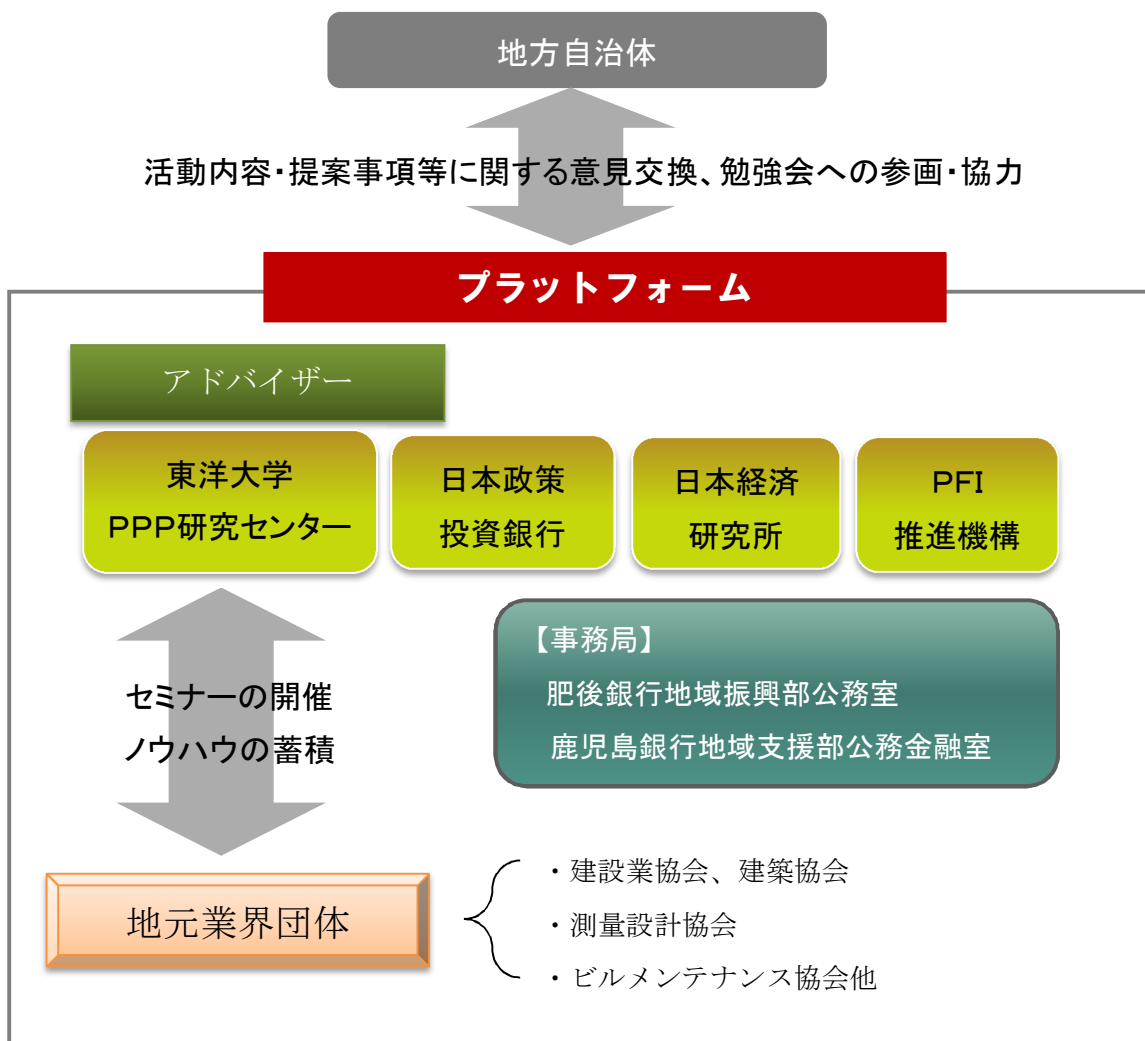 地方自治体
活動内容・提案事項等に関する意見交換、勉強会への参画・協力
プラットフォーム
アドバイザー
東洋大学
PPP研究センター
日本政策
投資銀行
日本経済
研究所
PFI
推進機構
セミナーの開催
ノウハウの蓄積
【事務局】
肥後銀行地域振興部公務室
鹿児島銀行地域支援部公務金融室
地元業界団体
・建設業協会、建築協会
・測量設計協会
・ビルメンテナンス協会他